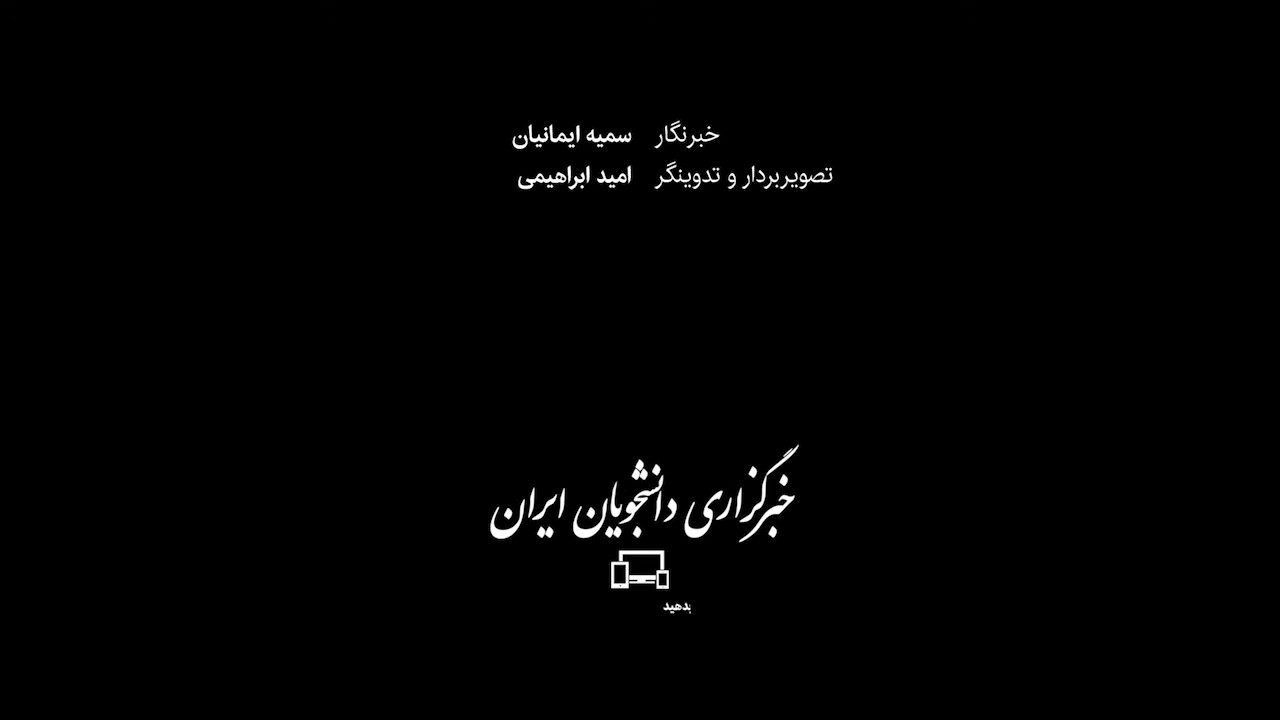 خبرنگار سمیه ایمانیان
تصویربردار و تدوینگر امید ابراهیمی
خبرگزاری دانشجویان ایران
بدهید